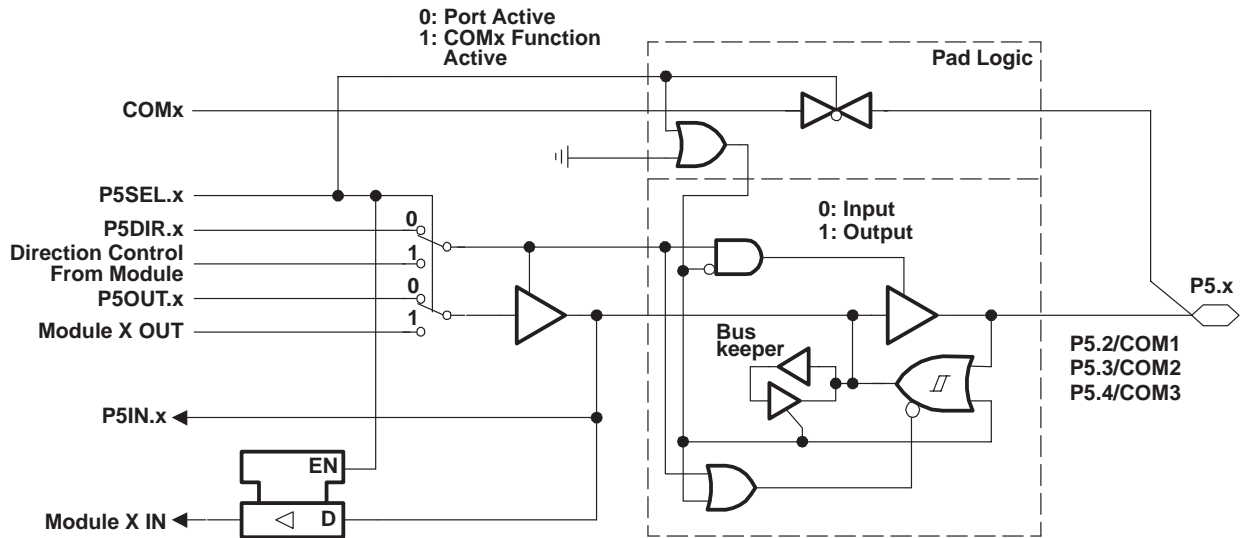 0: Port Active
1: COMx Function
Active
Pad Logic
COMx
P5SEL.x
P5DIR.x
0
Direction Control
From Module
1
P5OUT.x
0
Module X OUT
1
0: Input
1: Output
Bus
keeper
P5.x
P5.2/COM1
P5.3/COM2
P5.4/COM3
P5IN.x
EN
D
Module X IN